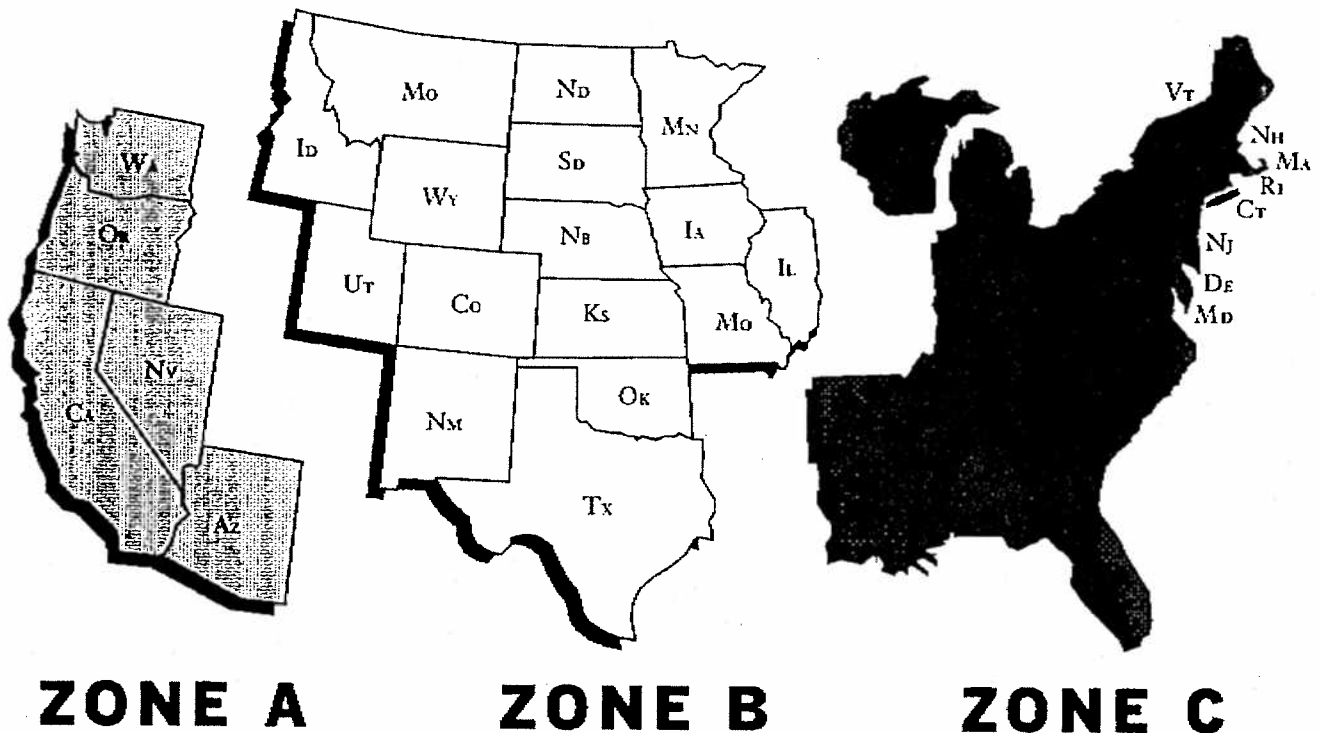 WA
OR
CA
NV
AZ
MO
ID
WY
UT
CO
NM
ND
SD
NB
KS
OK
TX
MN
IA
MO
IL
VT
NH
MA
RI
CT
NJ
DE
MD
ZONE A
ZONE B
ZONE C